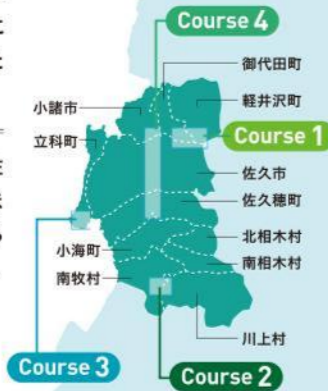 Course 4
御代田町
小諸市
軽井沢町
立科町
Course 1
佐久市
佐久穂町
北相木村
小海町
南相木村
南牧村
川上村
Course 3
Course 2